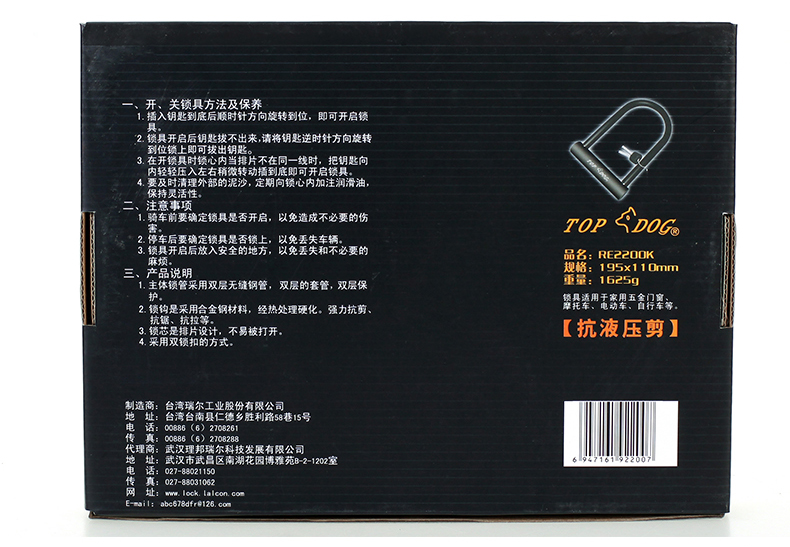 一、开、关锁具方法及保养
1.插入钥匙到底后顺时针方向旋转到位，即可开启锁
具。
2.锁具开启后钥匙拔不出来,请将钥匙逆时针方向旋转
到位锁上即可拔出钥匙。
3.在开锁具时锁心内当排片不在同一线时，把钥匙向
内轻轻压入左右稍微转动插到底即可开启锁具。
4.要及时清理外部的泥沙，定期向锁心内加注润滑油，
保持灵活性。
二、注意事项
1.骑车前要确定锁具是否开启，以免造成不必要的伤
害。
2.停车后要确定锁具是否锁上，以免丢失车辆。
3.锁具开启后放入安全的地方，以免丢失和不必要的
麻烦。
三、产品说明
1.主体锁管采用双层无缝钢管，双层的套管，双层保
护。
2.锁钩是采用合金钢材料，经热处理硬化。强力抗剪、
抗锯、抗拉等。
3.锁芯是排片设计，不易被打开。
4.采用双锁扣的方式。
制造商：台湾瑞尔工业股份有限公司
地 址：台湾台南县仁德乡胜利路58巷15号
电 话：00886（6）2708261
传 真：00886（6）2708288
代理商：武汉理邦瑞尔科技发展有限公司
地 址：武汉市武昌区南湖花园博雅苑B-2-1202室
电 话：027-88021150
传 真：027-88031062
网 址：www.lock.lalcon.com
E-mail：abc678dfr@126.com
TOP DOG®
品名：RE2200K
规格：195x110mm
重量：1625g
锁具适用于家用五金门窗、
摩托车、电动车、自行车等。
【抗液压剪】
6 947161 922007